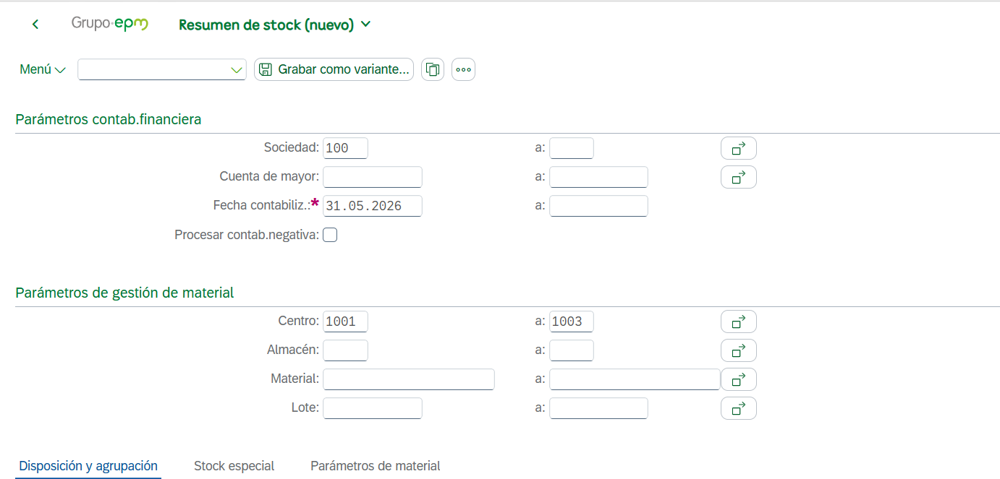 Grupo·epm Resumen de stock (nuevo)
Menú Grabar como variante...
Parámetros contab.financiera
Sociedad: 100 a:
Cuenta de mayor: a:
Fecha contabiliz.:* 31.05.2026 a:
Procesar contab.negativa:
Parámetros de gestión de material
Centro: 1001 a: 1003
Almacén: a:
Material: a:
Lote: a:
Disposición y agrupación Stock especial Parámetros de material